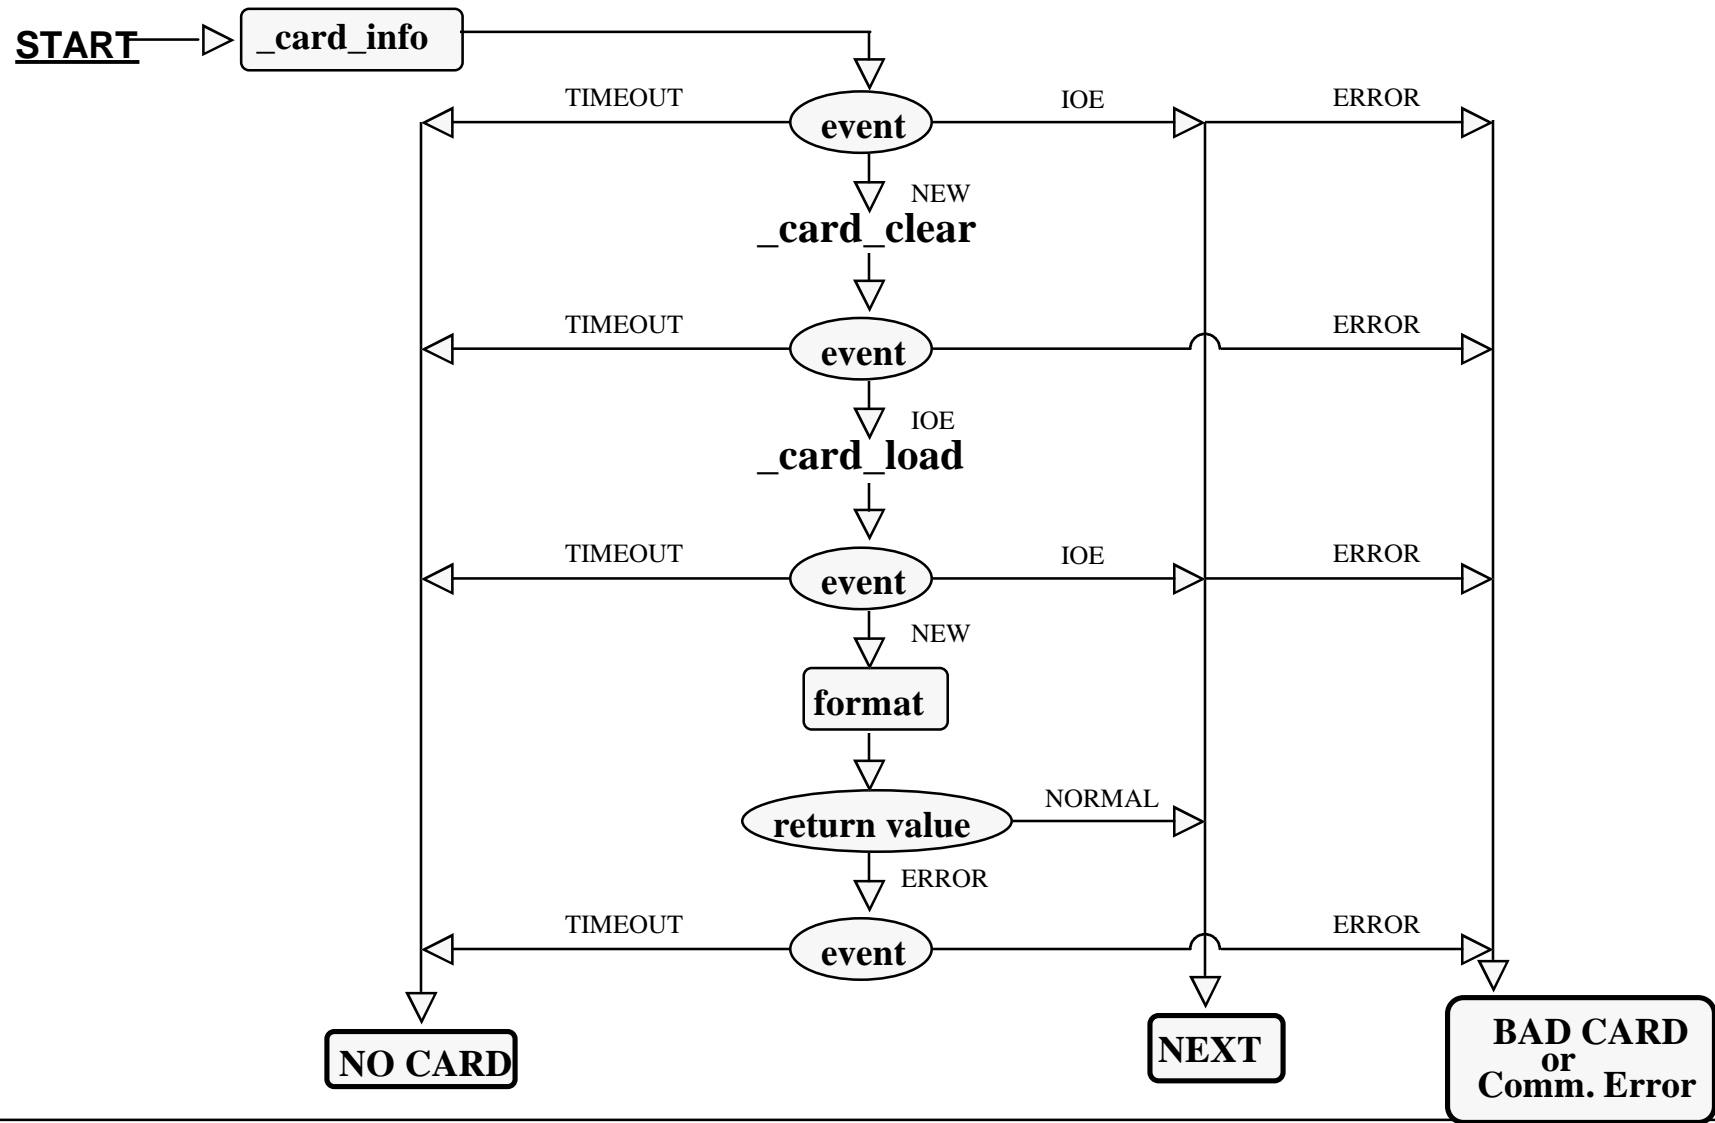 START
_card_info
TIMEOUT
event
IOE
ERROR
NEW
_card_clear
TIMEOUT
event
ERROR
IOE
_card_load
TIMEOUT
event
IOE
ERROR
NEW
format
return value
NORMAL
ERROR
TIMEOUT
event
ERROR
NO CARD
NEXT
BAD CARD
or
Comm. Error